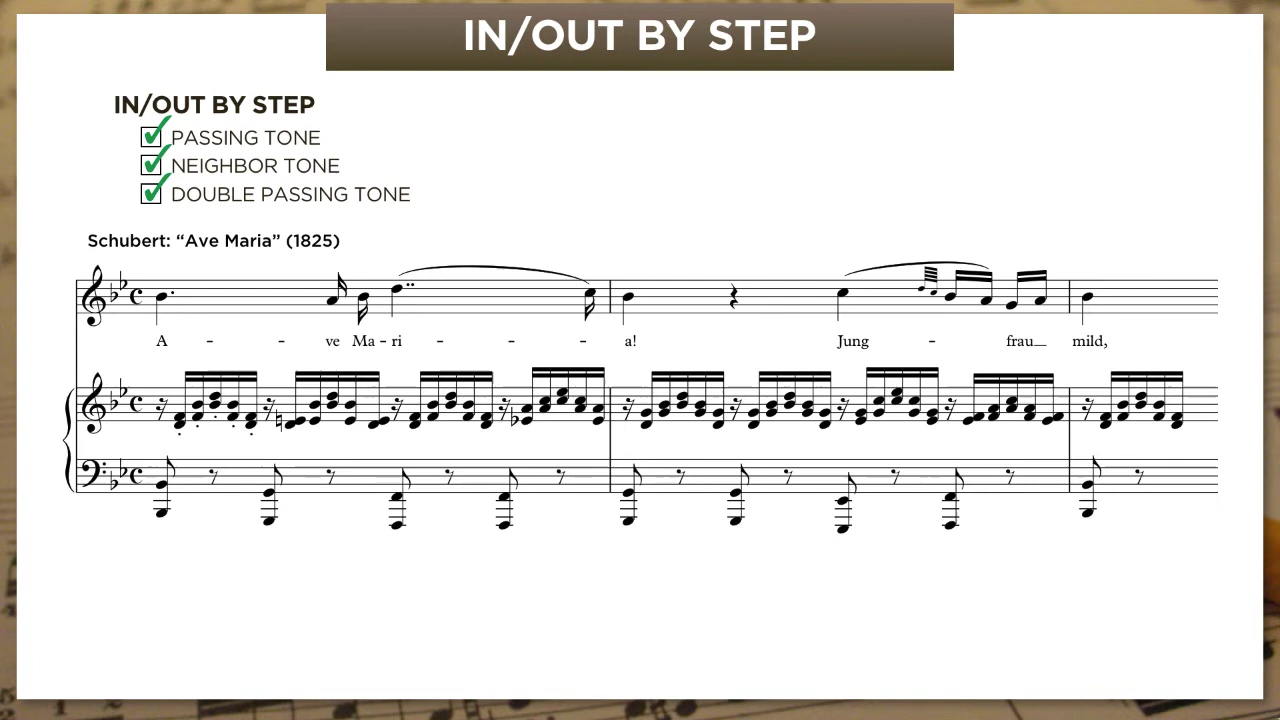 IN/OUT BY STEP
IN/OUT BY STEP
PASSING TONE
NEIGHBOR TONE
DOUBLE PASSING TONE
Schubert: “Ave Maria” (1825)
A - - ve Ma - ri - - - a! Jung - frau mild,